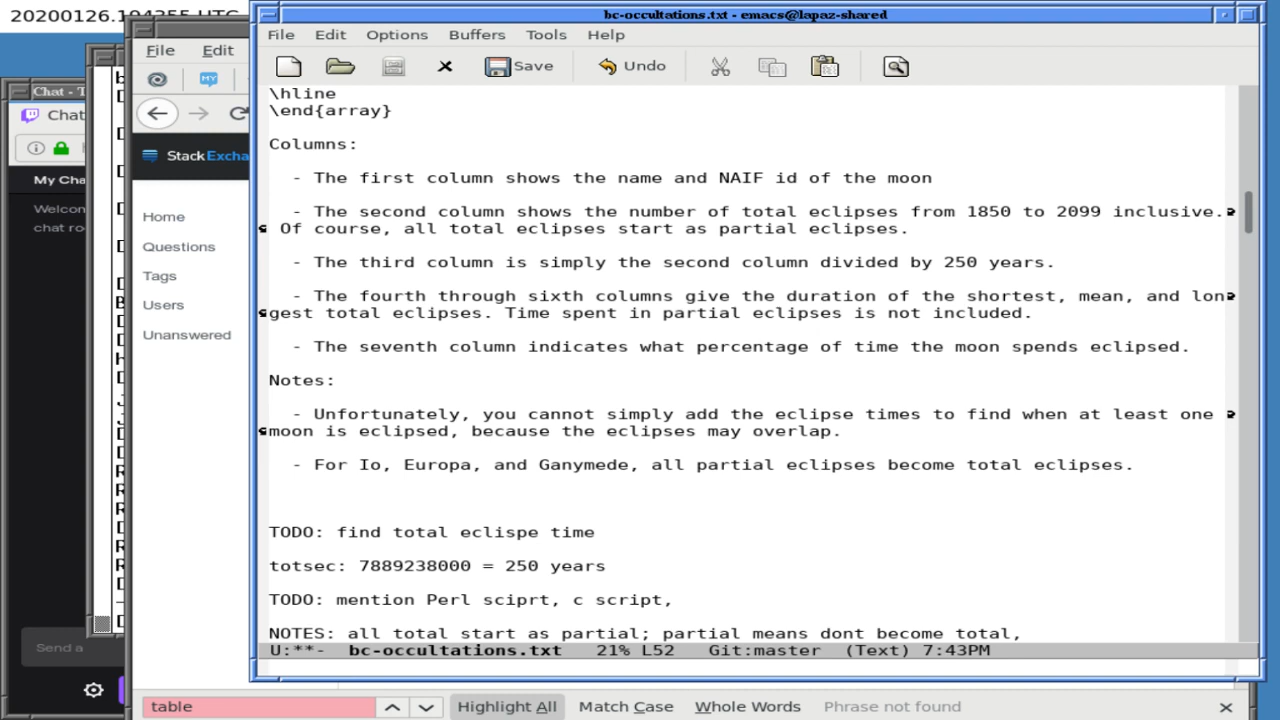 20200126.194355 UTC
bc-occultations.txt - emacs@lapaz-shared
File Edit Options Buffers Tools Help
Save Undo
\hline
\end{array}
Columns:
- The first column shows the name and NAIF id of the moon
- The second column shows the number of total eclipses from 1850 to 2099 inclusive.
Of course, all total eclipses start as partial eclipses.
- The third column is simply the second column divided by 250 years.
- The fourth through sixth columns give the duration of the shortest, mean, and lon
gest total eclipses. Time spent in partial eclipses is not included.
- The seventh column indicates what percentage of time the moon spends eclipsed.
Notes:
- Unfortunately, you cannot simply add the eclipse times to find when at least one
moon is eclipsed, because the eclipses may overlap.
- For Io, Europa, and Ganymede, all partial eclipses become total eclipses.
TODO: find total eclispe time
totsec: 7889238000 = 250 years
TODO: mention Perl sciprt, c script,
NOTES: all total start as partial; partial means dont become total,
U:**- bc-occultations.txt 21% L52 Git:master (Text) 7:43PM
File Edit
MY
StackExcha
Home
Questions
Tags
Users
Unanswered
table
Highlight All Match Case Whole Words Phrase not found
Chat - T
Chat
My Cha
Welcon
chat ro
Send a